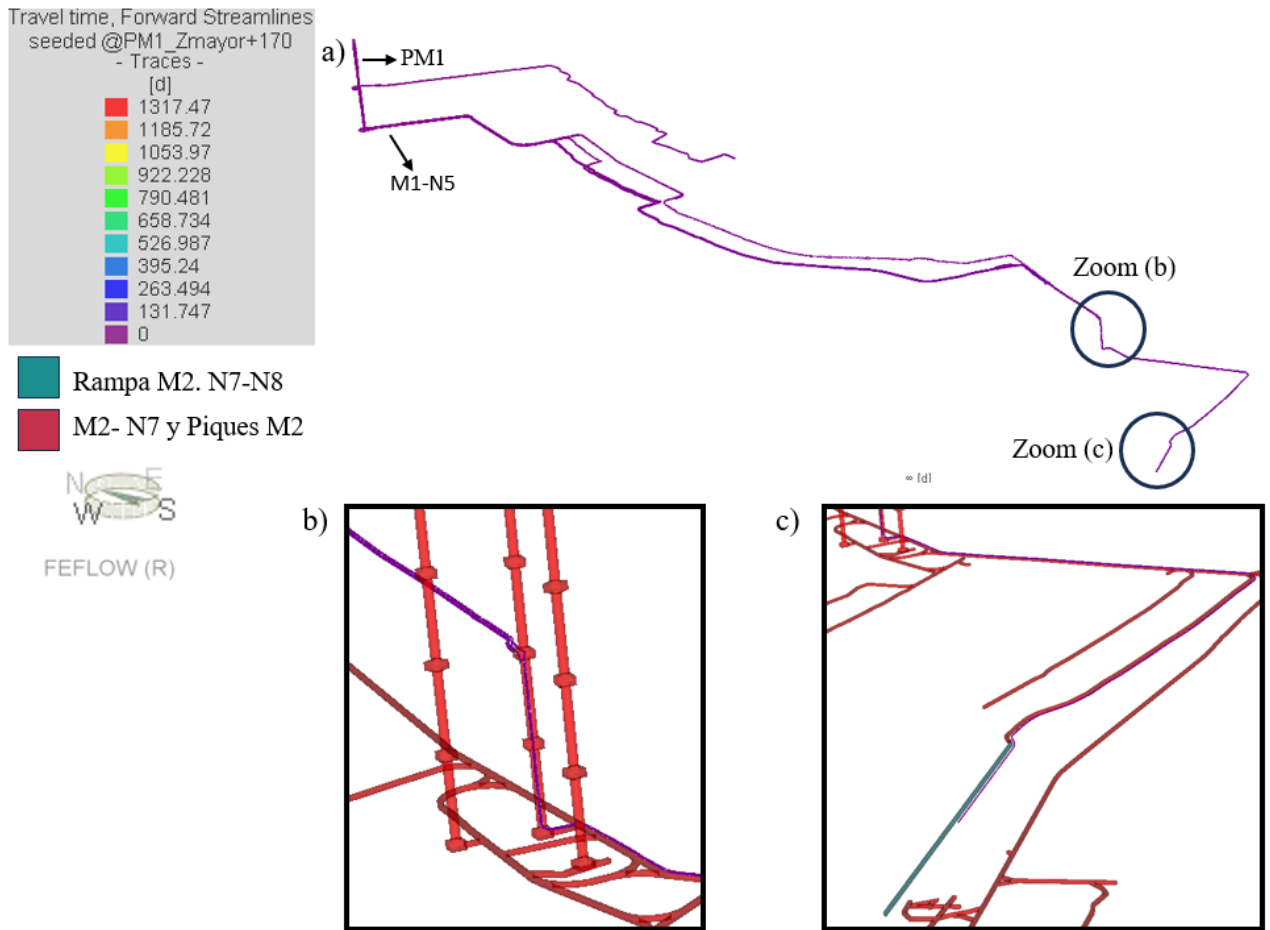 Travel time, Forward Streamlines
seeded @PM1_Zmayor+170
- Traces -
[d]
1317.47
1185.72
1053.97
922.228
790.481
658.734
526.987
395.24
263.494
131.747
0
Rampa M2. N7-N8
M2- N7 y Piques M2
N E
W S
FEFLOW (R)
a)
PM1
M1-N5
Zoom (b)
Zoom (c)
∞ [d]
b)
c)